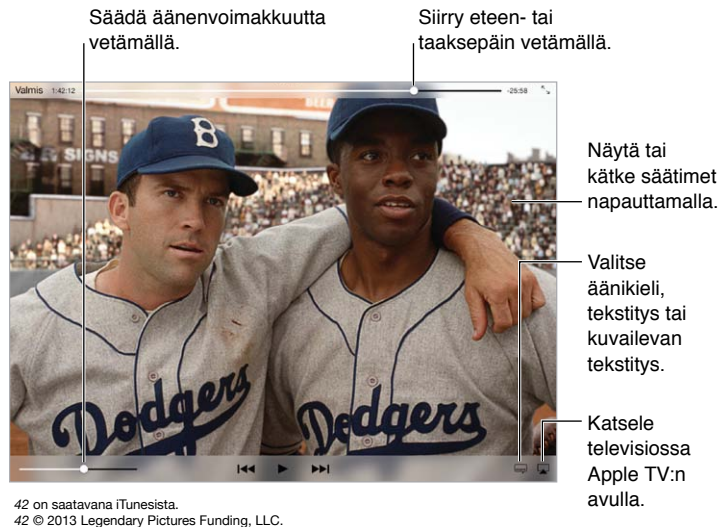 Säädä äänenvoimakkuutta
vetämällä.
Siirry eteen- tai
taaksepäin vetämällä.
Valmis 1:42:12
-25:58
SIGNS
B
Dodgers
Dodgers
Näytä tai
kätke säätimet
napauttamalla.
Valitse
äänikieli,
tekstitys tai
kuvailevan
tekstitys.
Katsele
televisiossa
Apple TV:n
avulla.
42 on saatavana iTunesista.
42 © 2013 Legendary Pictures Funding, LLC.